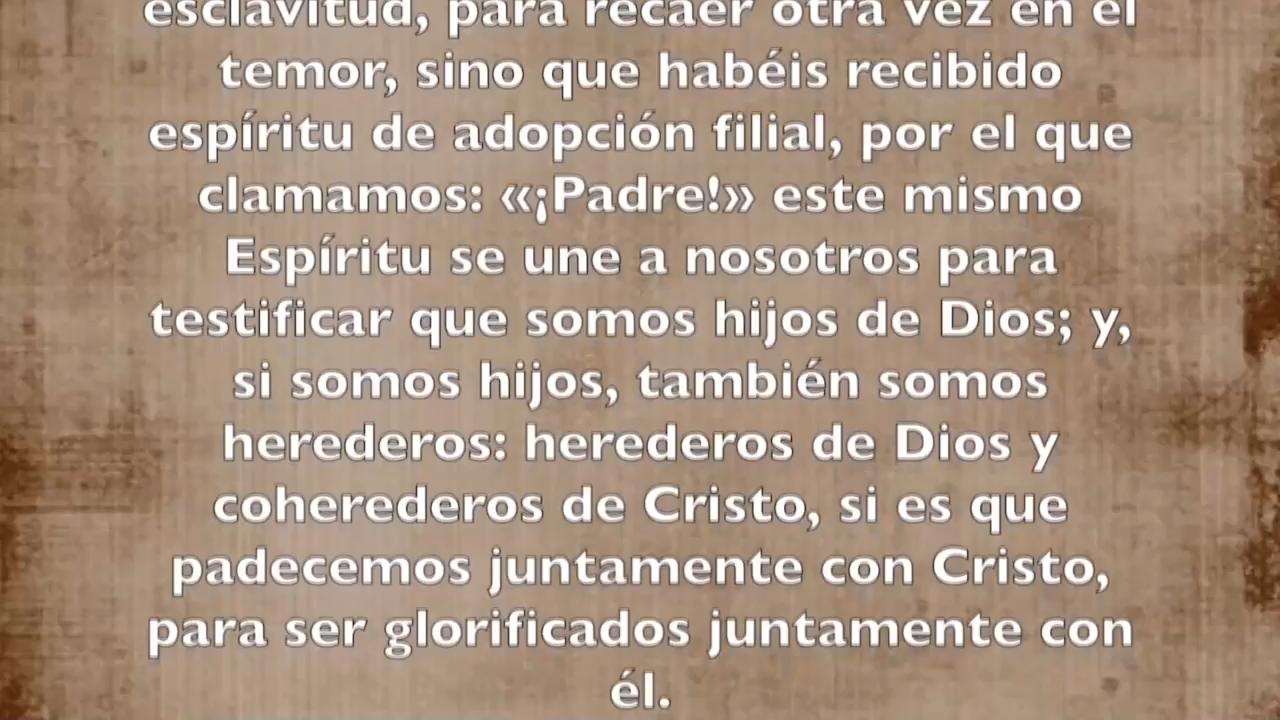 esclavitud, para recaer otra vez en el
temor, sino que habéis recibido
espíritu de adopción filial, por el que
clamamos: «¡Padre!» este mismo
Espíritu se une a nosotros para
testificar que somos hijos de Dios; y,
si somos hijos, también somos
herederos: herederos de Dios y
coherederos de Cristo, si es que
padecemos juntamente con Cristo,
para ser glorificados juntamente con
él.